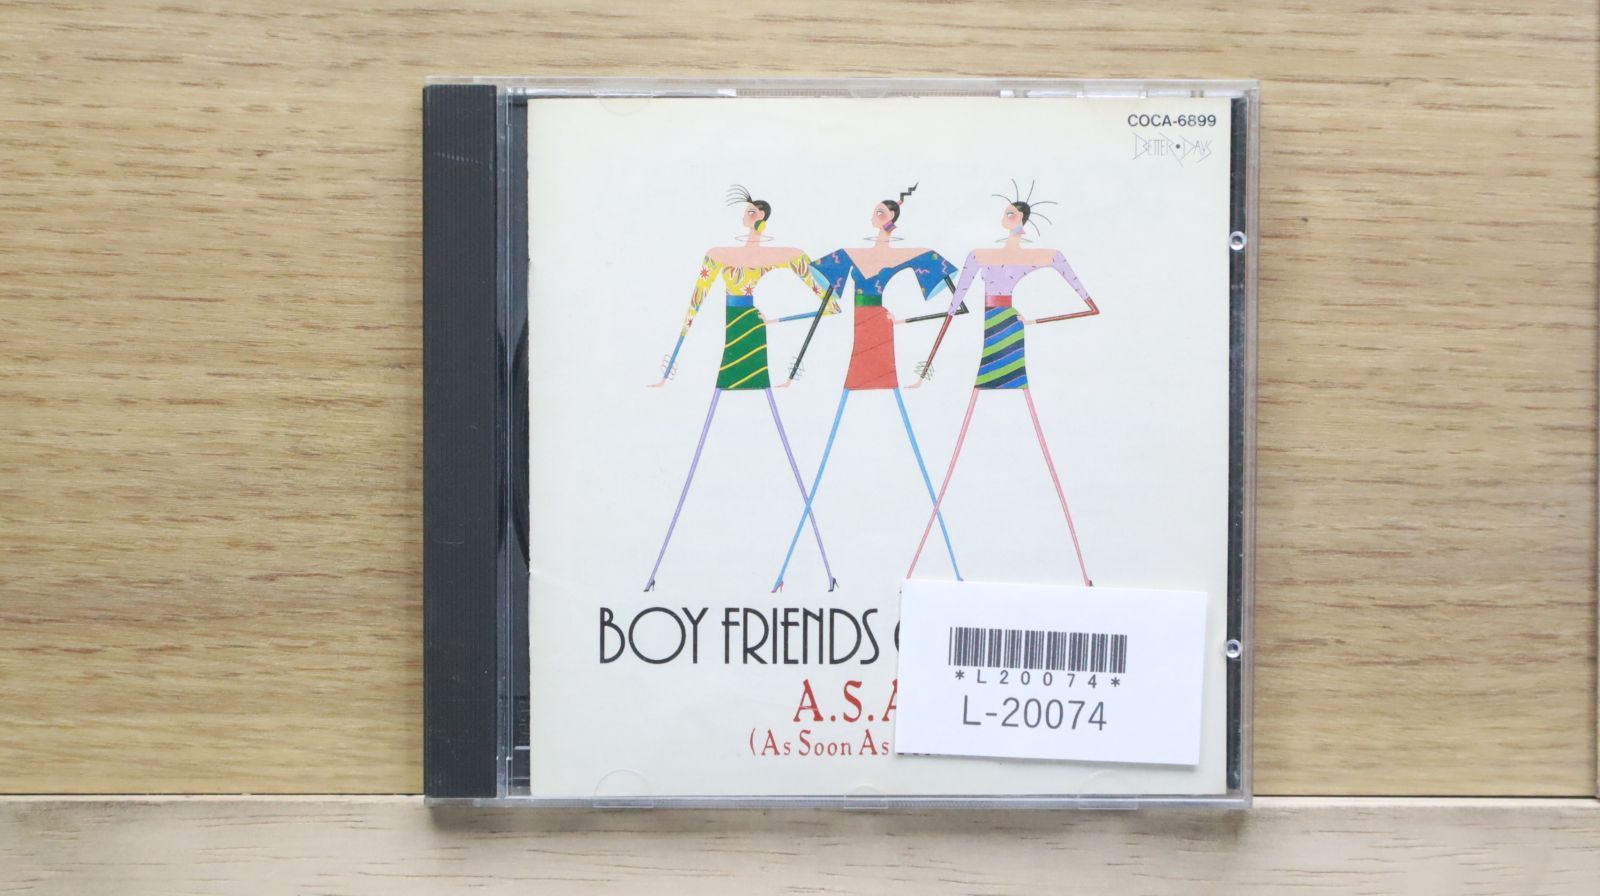 COCA-6899
BETTER•DAYS
BOY FRIENDS
A.S.A
(As Soon As
*L20074*
L-20074